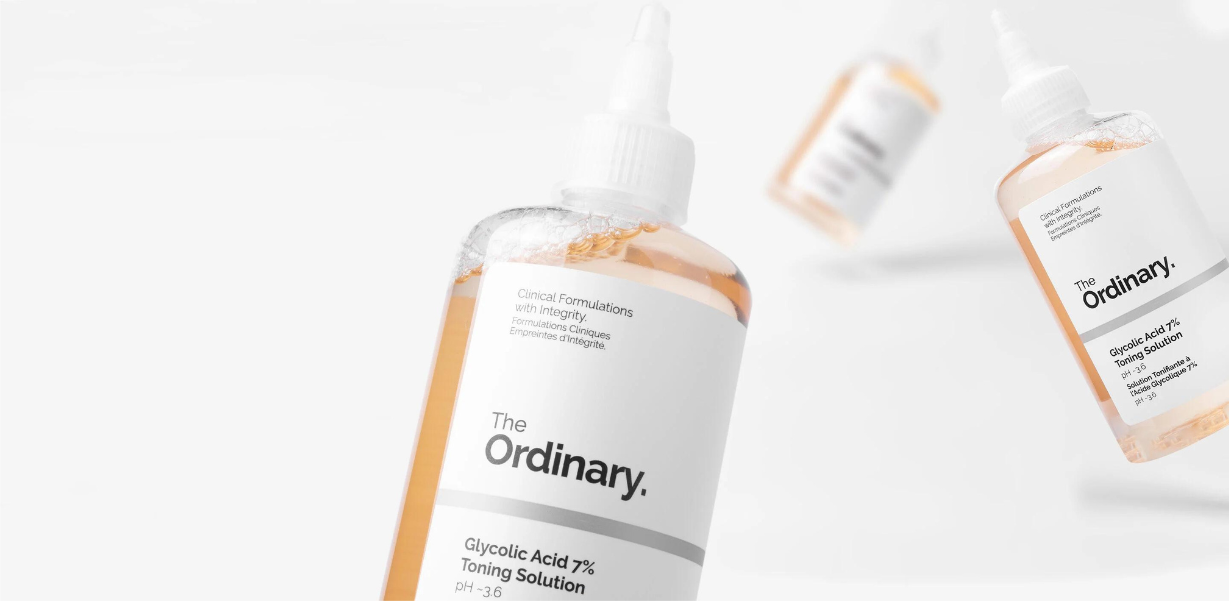 Clinical Formulations
with Integrity.
Formulations Cliniques
Empreintes d'Intégrité.
The
Ordinary.
Glycolic Acid 7%
Toning Solution
pH ~3.6
Clinical Formulations
with Integrity.
Formulations Cliniques
Empreintes d'Intégrité.
The
Ordinary.
Glycolic Acid 7%
Toning Solution
pH ~3.6
Solution Tonifiante à
l'Acide Glycolique 7%
pH ~3.6